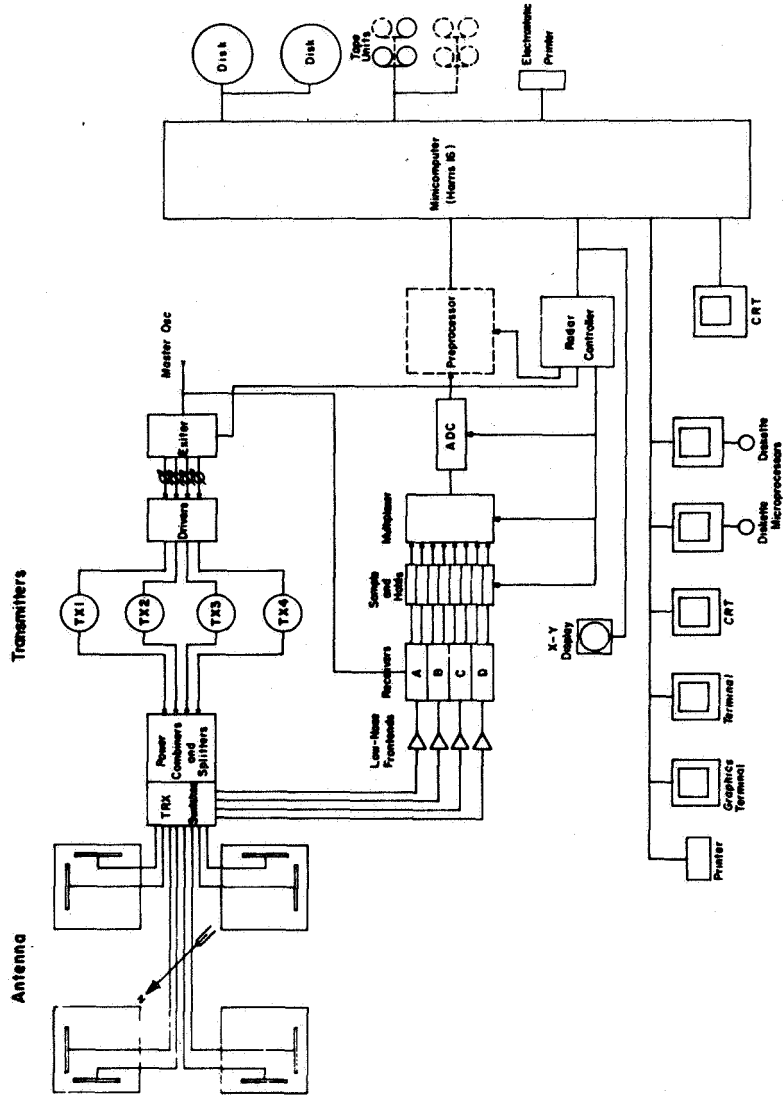 Antenna
Transmitters
TRX
Switches
Power
Combiners
and
Splitters
TX1
TX2
TX3
TX4
Drivers
Exiter
Master Osc
Low-Noise
Frontends
Receivers
A
B
C
D
Sample
and
Holds
Multiplexer
ADC
Preprocessor
Radar
Controller
X-Y
Display
Minicomputer
(Harris 16)
Disk
Disk
Tape
Units
Electrostatic
Printer
Printer
Graphics
Terminal
Terminal
CRT
Diskette
Diskette
Microprocessors
CRT